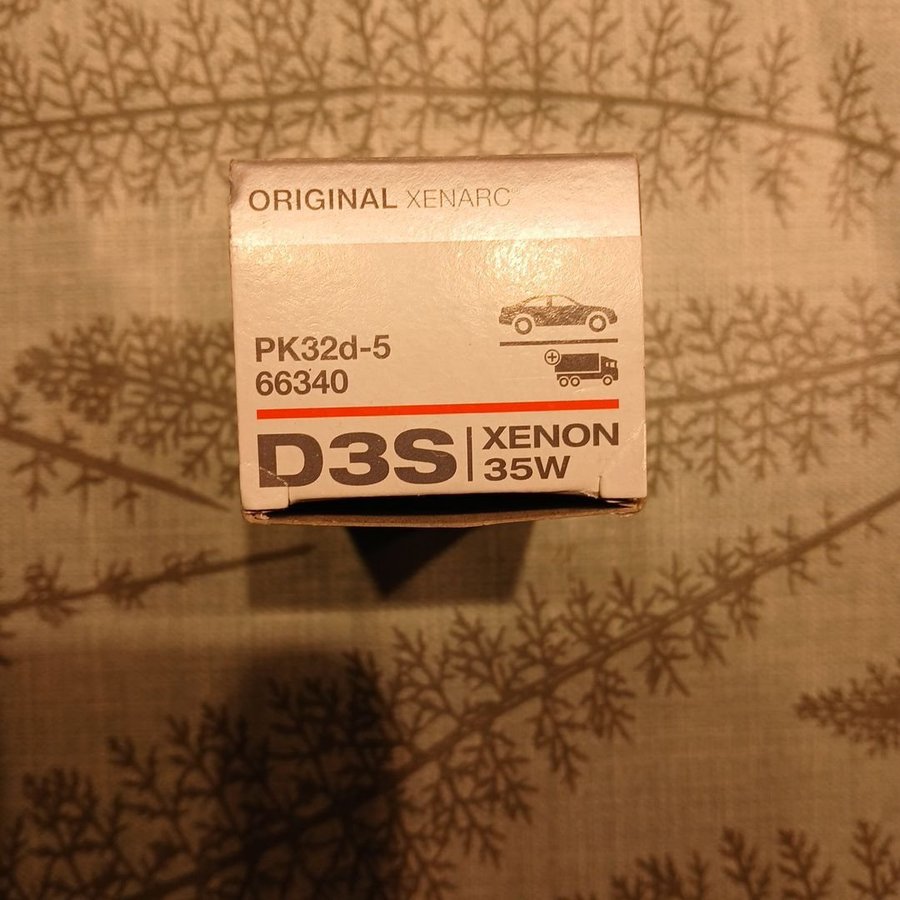 ORIGINAL XENARC
PK32d-5
66340
D3S XENON
35W